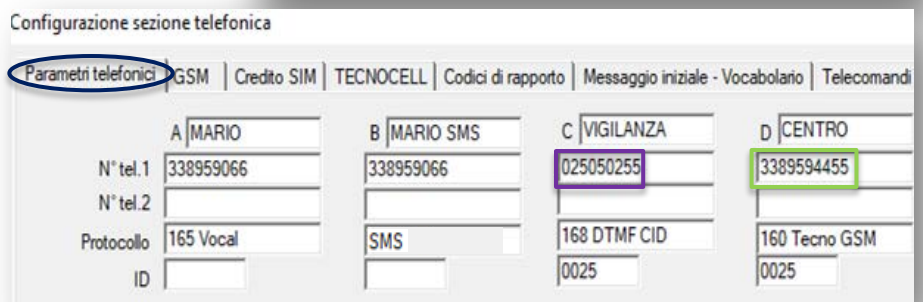 Configurazione sezione telefonica
Parametri telefonici GSM Credito SIM TECNOCELL Codici di rapporto Messaggio iniziale - Vocabolario Telecomandi
A MARIO B MARIO SMS C VIGILANZA D CENTRO
N° tel.1 338959066 338959066 025050255 3389594455
N° tel.2
Protocollo 165 Vocal SMS 168 DTMF CID 160 Tecno GSM
ID 0025 0025